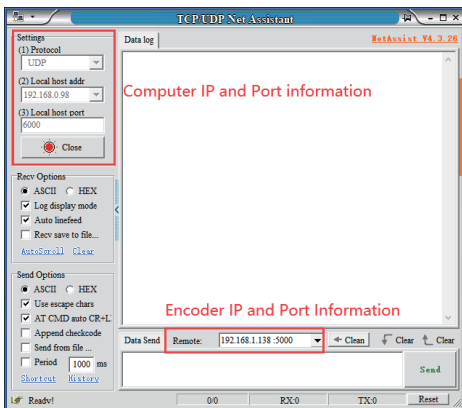 TCP/UDP Net Assistant
Settings
(1) Protocol
UDP
(2) Local host addr
192.168.0.98
(3) Local host port
6000
Close
Recv Options
ASCII HEX
Log display mode
Auto linefeed
Recv save to file...
AutoScroll Clear
Send Options
ASCII HEX
Use escape chars
AT CMD auto CR+L
Append checkcode
Send from file ...
Period 1000 ms
Shortcut History
Data log
NetAssist V4.3.26
Computer IP and Port information
Encoder IP and Port Information
Data Send Remote: 192.168.1.138 :5000 Clean Clear Clear
Send
Ready! 0/0 RX:0 TX:0 Reset